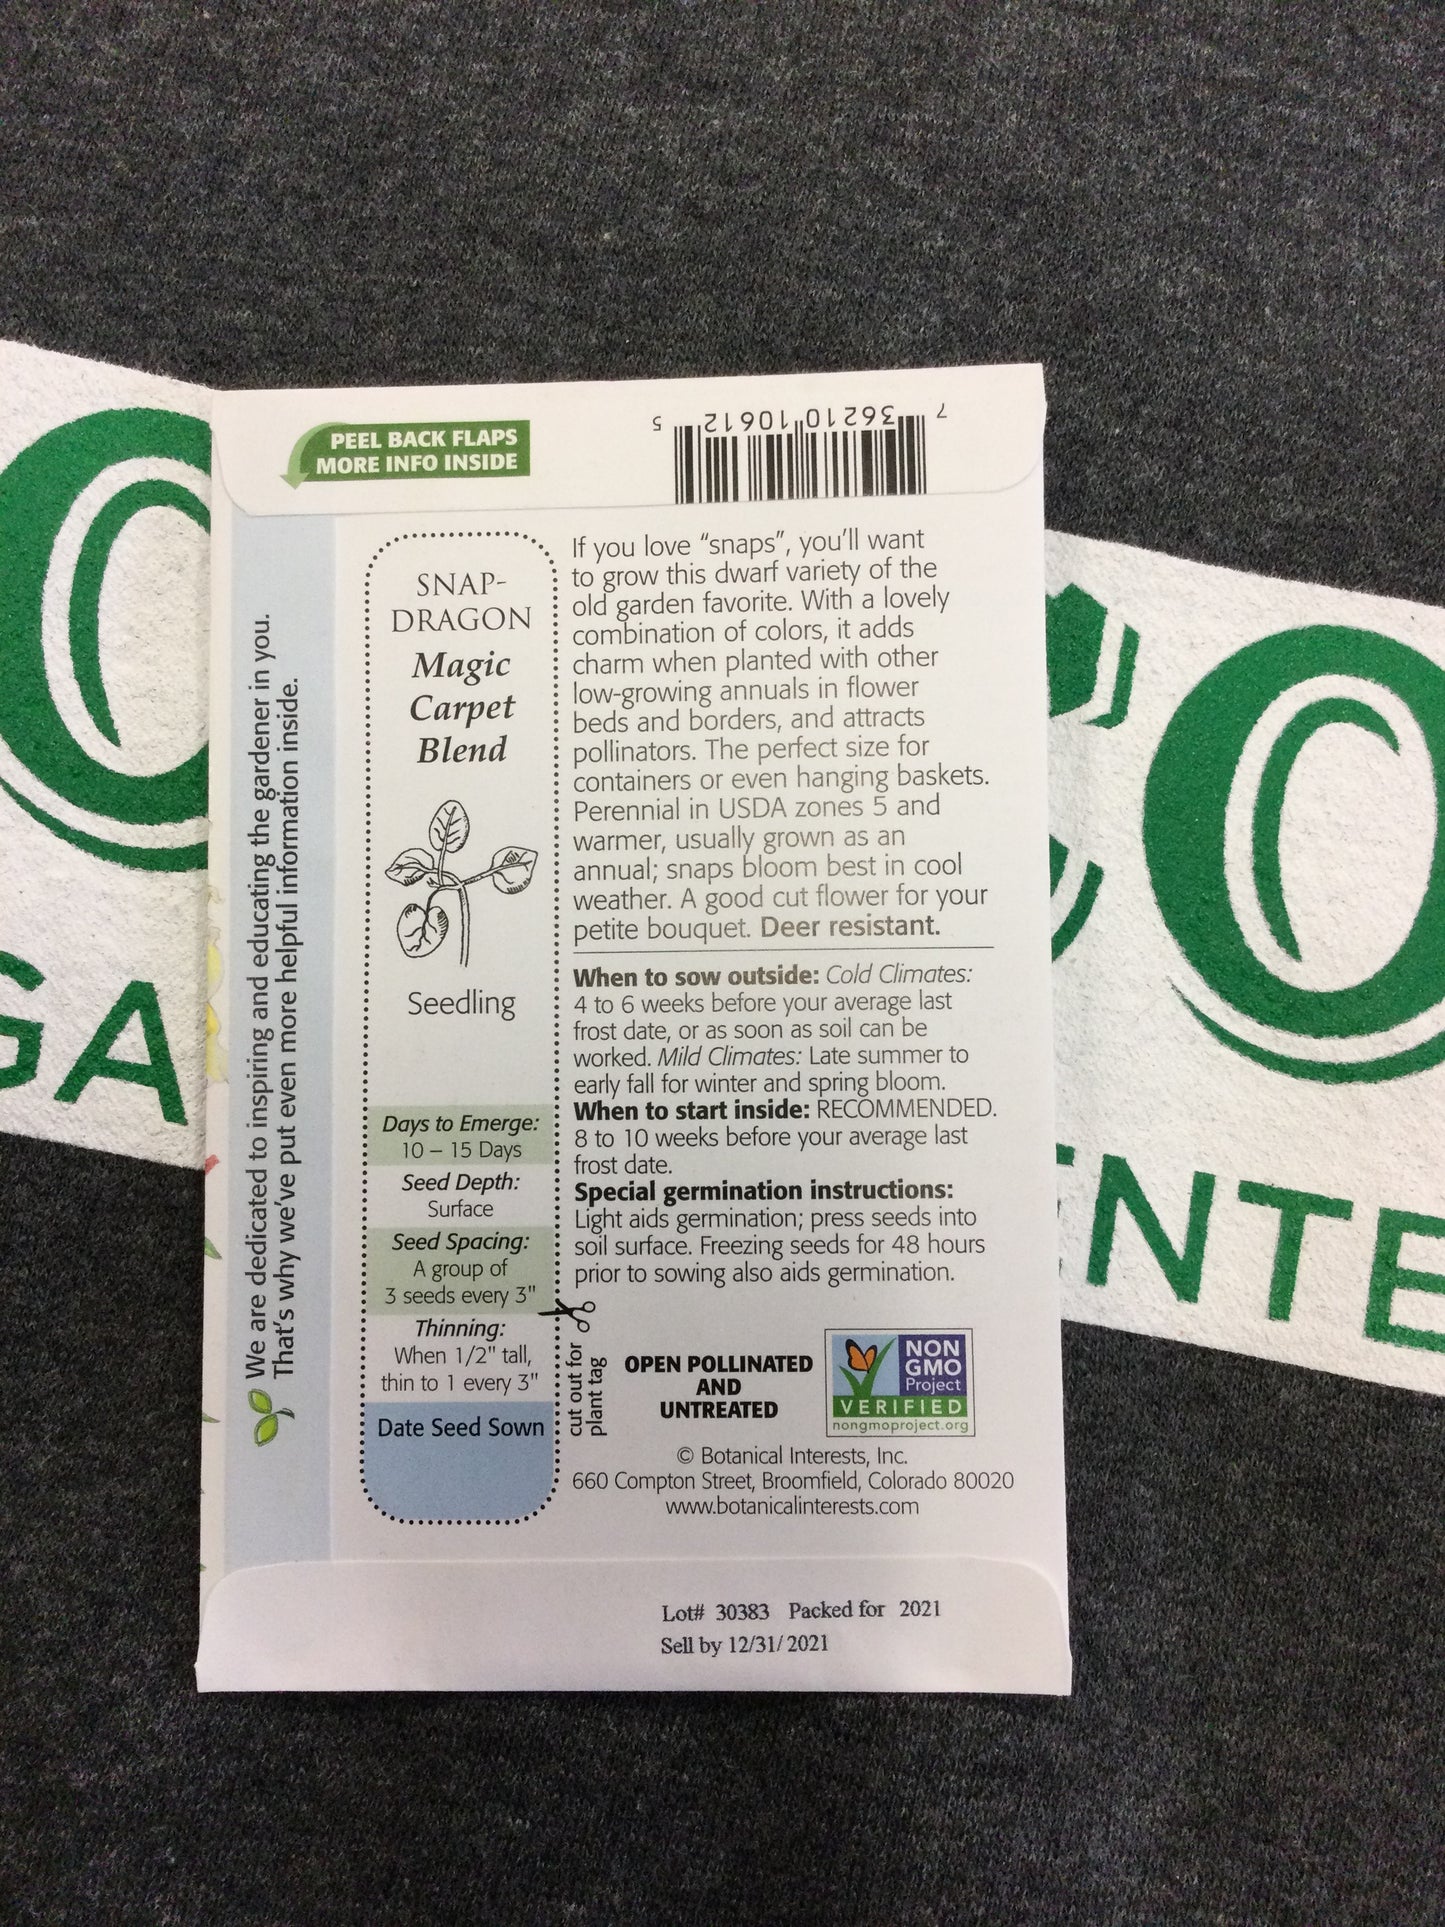 PEEL BACK FLAPS
MORE INFO INSIDE
7 36210 10612 5
We are dedicated to inspiring and educating the gardener in you.
That's why we've put even more helpful information inside.
SNAP-
DRAGON
Magic
Carpet
Blend
Seedling
Days to Emerge:
10 – 15 Days
Seed Depth:
Surface
Seed Spacing:
A group of
3 seeds every 3"
Thinning:
When 1/2" tall,
thin to 1 every 3"
Date Seed Sown
cut out for
plant tag
If you love “snaps”, you'll want
to grow this dwarf variety of the
old garden favorite. With a lovely
combination of colors, it adds
charm when planted with other
low-growing annuals in flower
beds and borders, and attracts
pollinators. The perfect size for
containers or even hanging baskets.
Perennial in USDA zones 5 and
warmer, usually grown as an
annual; snaps bloom best in cool
weather. A good cut flower for your
petite bouquet. Deer resistant.
When to sow outside: Cold Climates:
4 to 6 weeks before your average last
frost date, or as soon as soil can be
worked. Mild Climates: Late summer to
early fall for winter and spring bloom.
When to start inside: RECOMMENDED.
8 to 10 weeks before your average last
frost date.
Special germination instructions:
Light aids germination; press seeds into
soil surface. Freezing seeds for 48 hours
prior to sowing also aids germination.
OPEN POLLINATED
AND
UNTREATED
NON
GMO
Project
VERIFIED
nongmoproject.org
© Botanical Interests, Inc.
660 Compton Street, Broomfield, Colorado 80020
www.botanicalinterests.com
Lot# 30383 Packed for 2021
Sell by 12/31/2021
O
O
GA
NTE